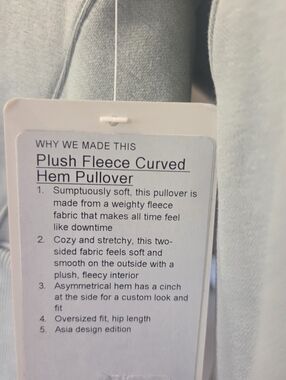 WHY WE MADE THIS
Plush Fleece Curved
Hem Pullover
1. Sumptuously soft, this pullover is
made from a weighty fleece
fabric that makes all time feel
like downtime
2. Cozy and stretchy, this two-
sided fabric feels soft and
smooth on the outside with a
plush, fleecy interior
3. Asymmetrical hem has a cinch
at the side for a custom look and
fit
4. Oversized fit, hip length
5. Asia design edition